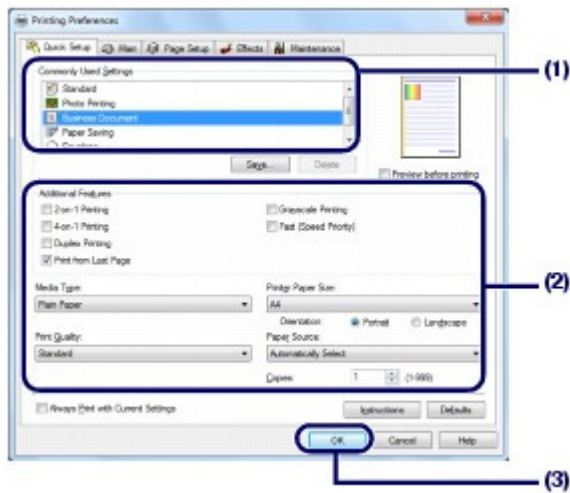 Printing Preferences
Quick Setup Main Page Setup Effects Maintenance
Commonly Used Settings
Standard
Photo Printing
Business Document
Paper Saving
Envelope
Save... Delete
Preview before printing
Additional Features
2-on-1 Printing
Grayscale Printing
4-on-1 Printing
Fast (Speed Priority)
Duplex Printing
Print from Last Page
Media Type:
Printer Paper Size:
Plain Paper
A4
Orientation: Portrait Landscape
Print Quality:
Paper Source:
Standard
Automatically Select
Copies: 1 (1-999)
Always Print with Current Settings
Instructions Defaults
OK Cancel Help
(1)
(2)
(3)